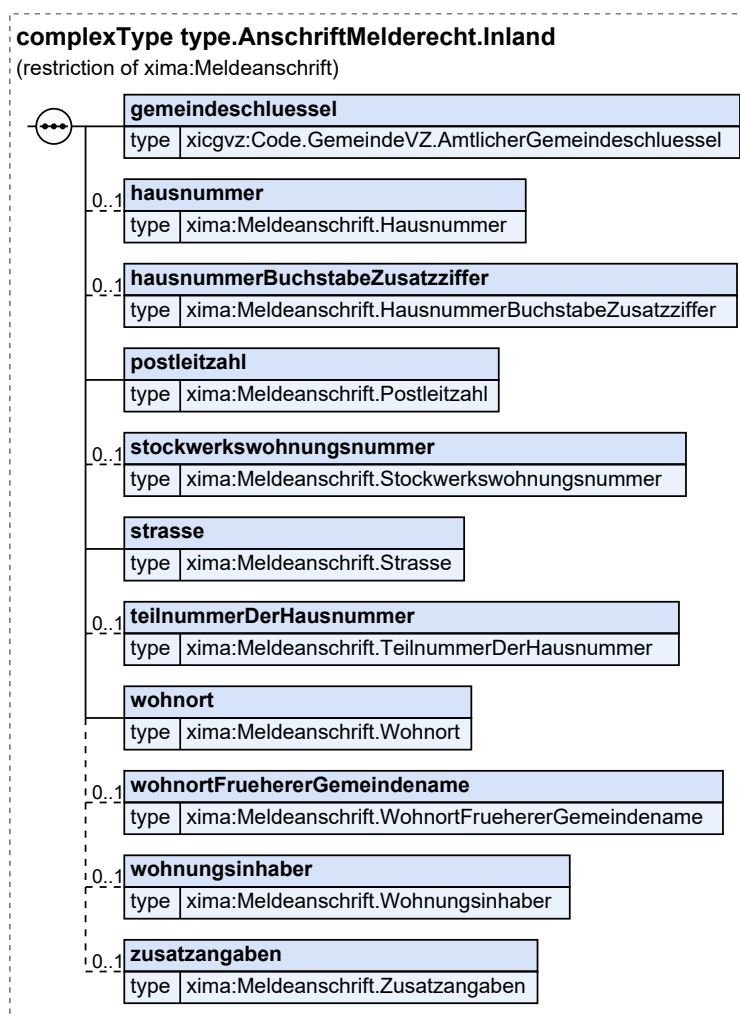 complexType type.AnschriftMelderecht.Inland
(restriction of xima:Meldeanschrift)
gemeindeschluessel
type xicgvz:Code.GemeindeVZ.AmtlicherGemeindeschluessel
0..1 hausnummer
type xima:Meldeanschrift.Hausnummer
0..1 hausnummerBuchstabeZusatzziffer
type xima:Meldeanschrift.HausnummerBuchstabeZusatzziffer
postleitzahl
type xima:Meldeanschrift.Postleitzahl
0..1 stockwerkswohnungsnummer
type xima:Meldeanschrift.Stockwerkswohnungsnummer
strasse
type xima:Meldeanschrift.Strasse
0..1 teilnummerDerHausnummer
type xima:Meldeanschrift.TeilnummerDerHausnummer
wohnort
type xima:Meldeanschrift.Wohnort
0..1 wohnortFruehererGemeindename
type xima:Meldeanschrift.WohnortFruehererGemeindename
0..1 wohnungsinhaber
type xima:Meldeanschrift.Wohnungsinhaber
0..1 zusatzangaben
type xima:Meldeanschrift.Zusatzangaben